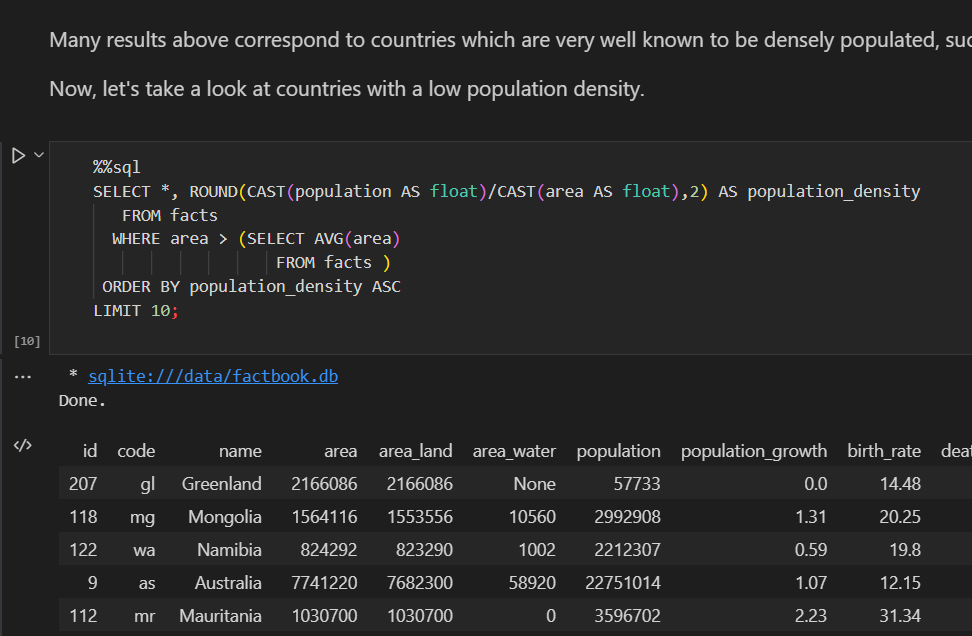 Many results above correspond to countries which are very well known to be densely populated,
Now, let's take a look at countries with a low population density.
%%sql
SELECT *, ROUND(CAST(population AS float)/CAST(area AS float),2) AS population_density
FROM facts
WHERE area > (SELECT AVG(area)
FROM facts )
ORDER BY population_density ASC
LIMIT 10;
[10]
* sqlite:///data/factbook.db
Done.
id code name area area_land area_water population population_growth birth_rate
207 gl Greenland 2166086 2166086 None 57733 0.0 14.48
118 mg Mongolia 1564116 1553556 10560 2992908 1.31 20.25
122 wa Namibia 824292 823290 1002 2212307 0.59 19.8
9 as Australia 7741220 7682300 58920 22751014 1.07 12.15
112 mr Mauritania 1030700 1030700 0 3596702 2.23 31.34